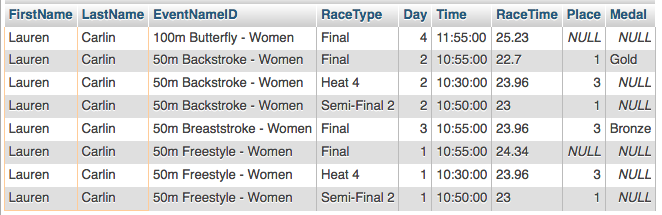 FirstName LastName EventNameID RaceType Day Time RaceTime Place Medal
Lauren Carlin 100m Butterfly - Women Final 4 11:55:00 25.23 NULL NULL
Lauren Carlin 50m Backstroke - Women Final 2 10:55:00 22.7 1 Gold
Lauren Carlin 50m Backstroke - Women Heat 4 2 10:30:00 23.96 3 NULL
Lauren Carlin 50m Backstroke - Women Semi-Final 2 2 10:50:00 23 1 NULL
Lauren Carlin 50m Breaststroke - Women Final 3 10:55:00 23.96 3 Bronze
Lauren Carlin 50m Freestyle - Women Final 1 10:55:00 24.34 NULL NULL
Lauren Carlin 50m Freestyle - Women Heat 4 1 10:30:00 23.96 3 NULL
Lauren Carlin 50m Freestyle - Women Semi-Final 2 1 10:50:00 23 1 NULL